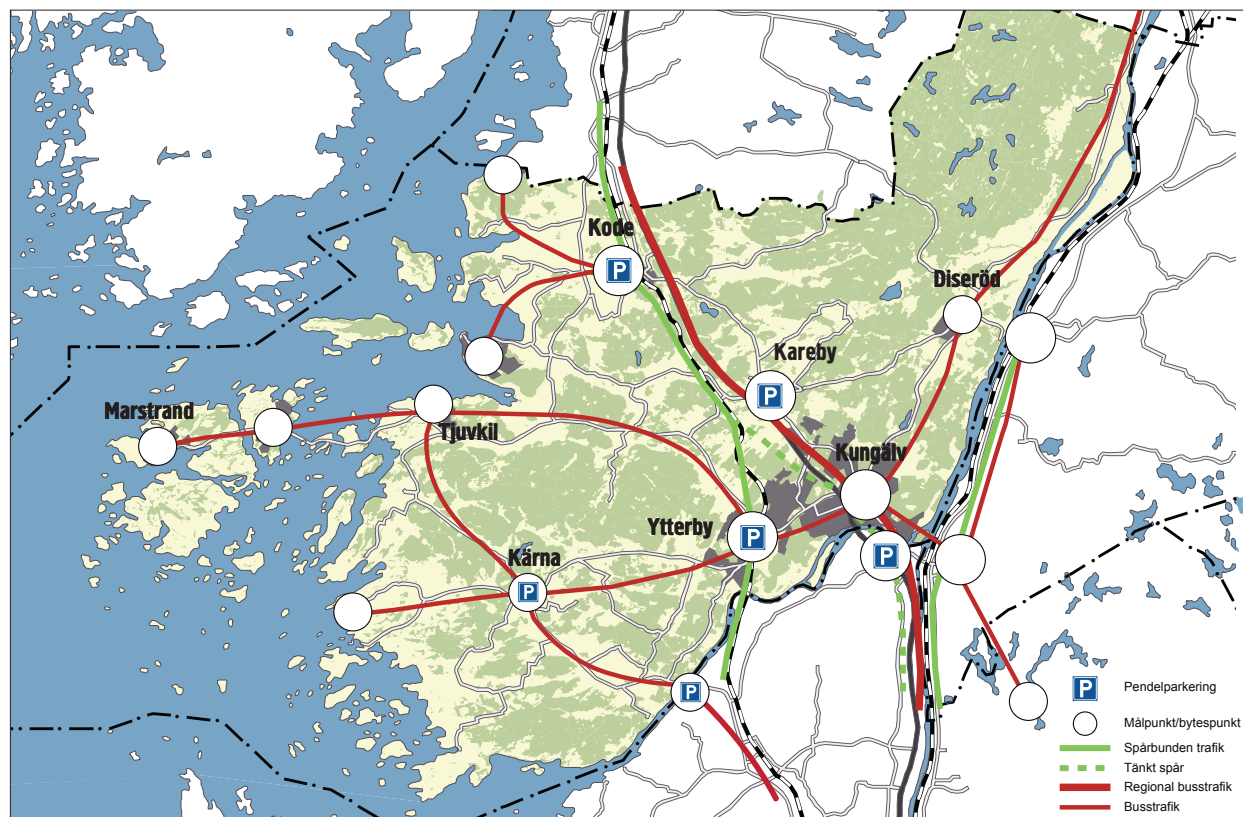 Kode
P
Diseröd
Kareby
P
Marstrand
Tjuvkil
Kungälv
Ytterby
P
P
Kärna
P
P
P Pendelparkering
Målpunkt/bytespunkt
Spårbunden trafik
Tänkt spår
Regional busstrafik
Busstrafik